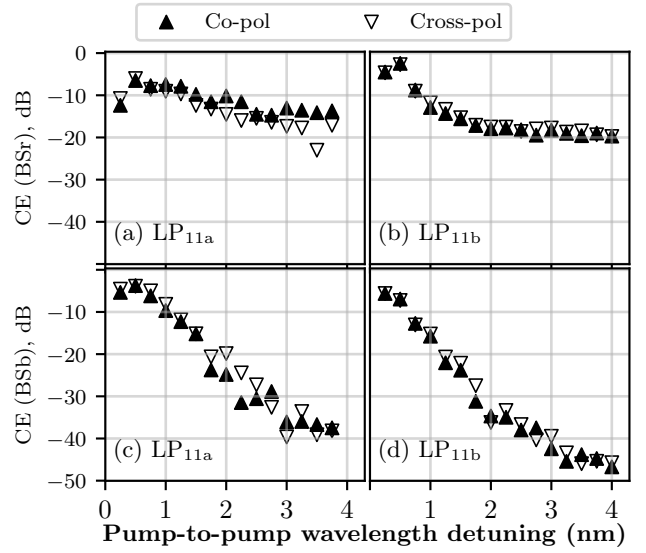 Co-pol Cross-pol
0
−10
−20
−30
−40
CE (BSr), dB
(a) LP₁₁ₐ
(b) LP₁₁b
−10
−20
−30
−40
−50
CE (BSb), dB
(c) LP₁₁ₐ
(d) LP₁₁b
0 1 2 3 4 1 2 3 4
Pump-to-pump wavelength detuning (nm)